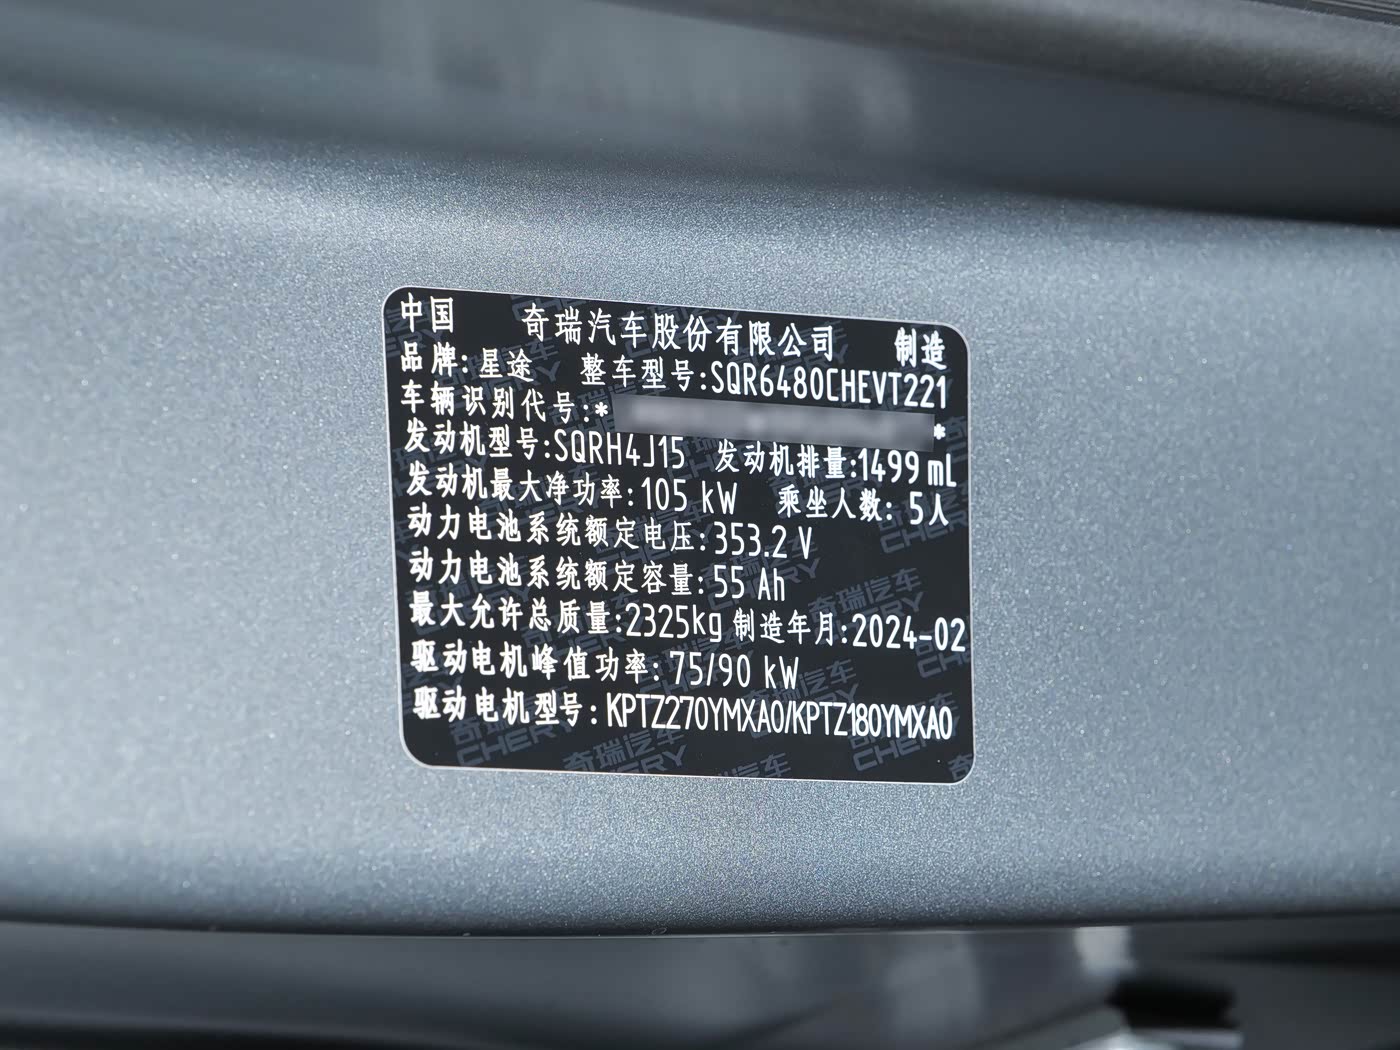 中国 奇瑞汽车股份有限公司 制造
品牌:星途 整车型号:SQR6480CHEVT221
车辆识别代号:* *
发动机型号:SQRH4J15 发动机排量:1499 mL
发动机最大净功率:105 kW 乘坐人数: 5人
动力电池系统额定电压:353.2 V
动力电池系统额定容量:55 Ah
最大允许总质量:2325kg 制造年月:2024-02
驱动电机峰值功率: 75/90 kW
驱动电机型号: KPTZ270YMXA0/KPTZ180YMXA0